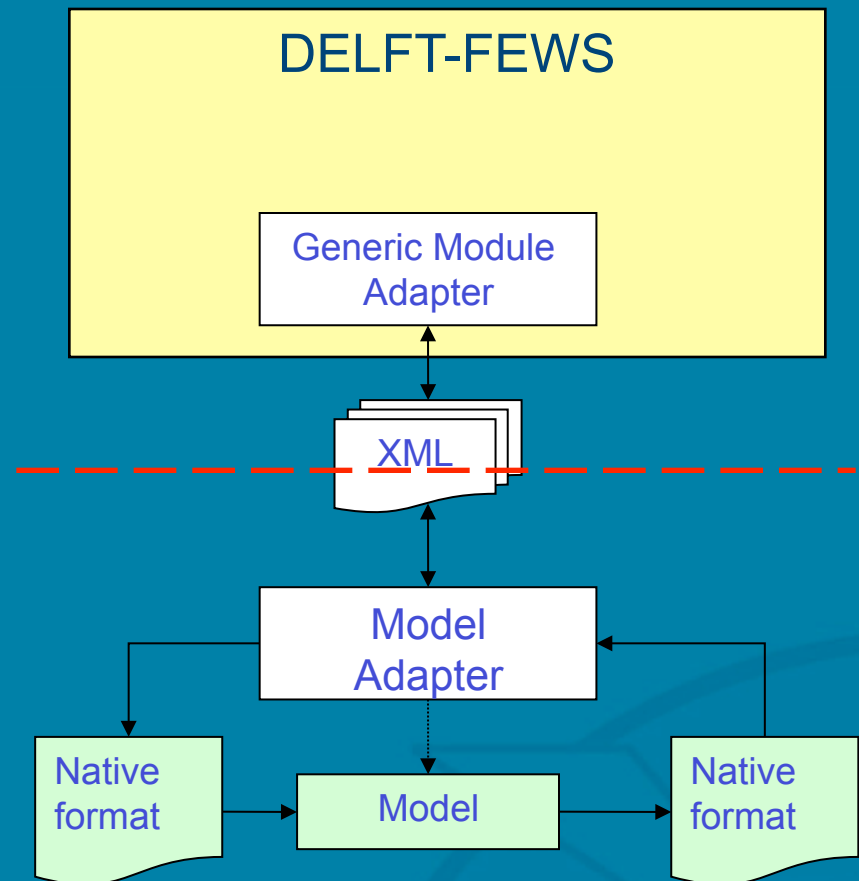 DELFT-FEWS
Generic Module
Adapter
XML
Model
Adapter
Native
format
Model
Native
format